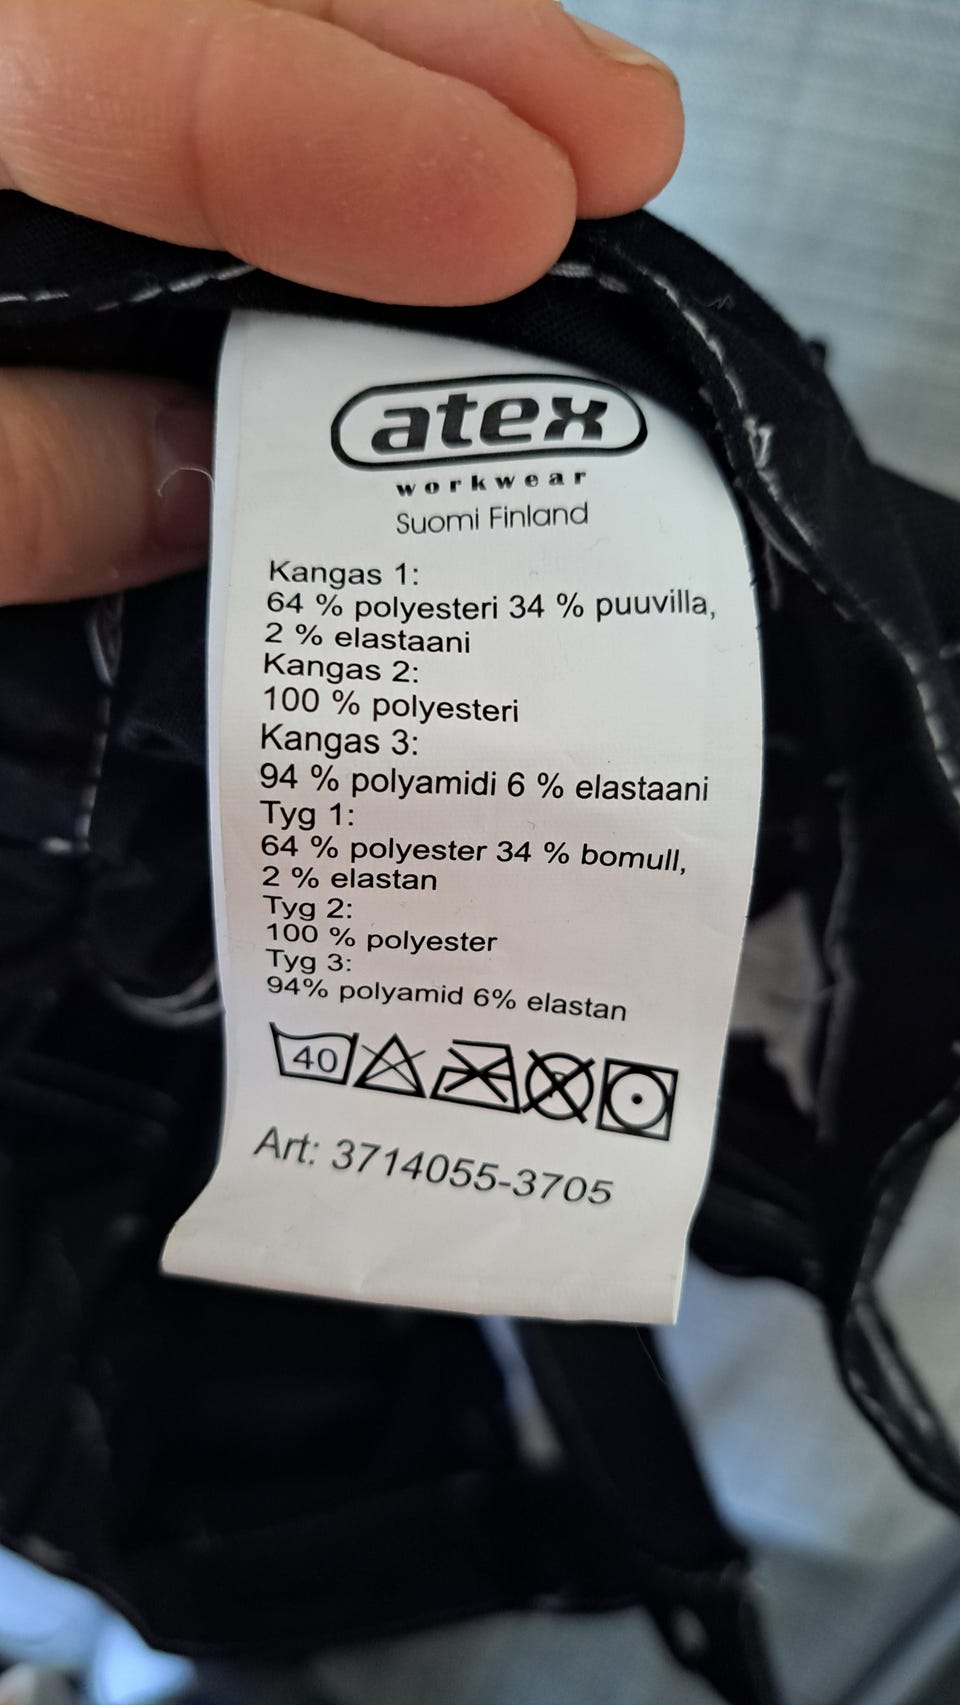 atex
workwear
Suomi Finland
Kangas 1:
64 % polyesteri 34 % puuvilla,
2 % elastaani
Kangas 2:
100 % polyesteri
Kangas 3:
94 % polyamidi 6 % elastaani
Tyg 1:
64 % polyester 34 % bomull,
2 % elastan
Tyg 2:
100 % polyester
Tyg 3:
94% polyamid 6% elastan
40
Art: 3714055-3705